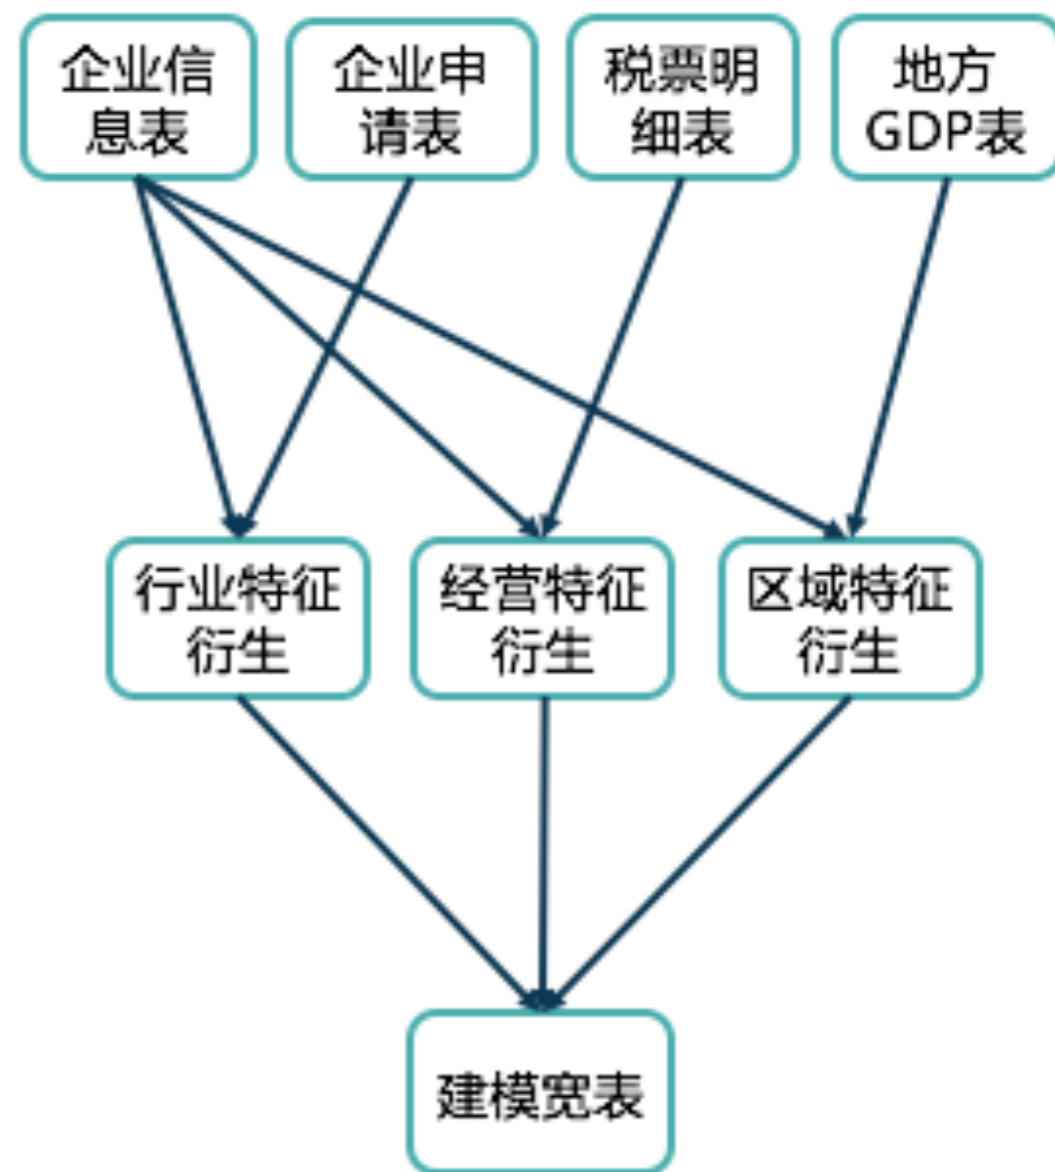 企业信
息表
企业申
请表
税票明
细表
地方
GDP表
行业特征
衍生
经营特征
衍生
区域特征
衍生
建模宽表